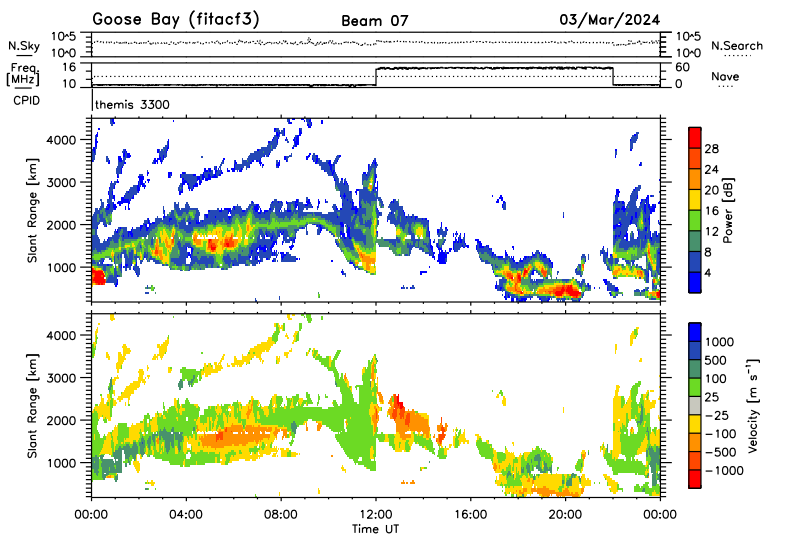 Goose Bay (fitacf3) Beam 07 03/Mar/2024
N.Sky 10^5 10^0 10^5 10^0 N.Search
Freq. [MHz] 16 10 60 0 Nave
CPID themis 3300
Slant Range [km] 4000 3000 2000 1000
Power [dB] 28 24 20 16 12 8 4
Slant Range [km] 4000 3000 2000 1000
Velocity [m s⁻¹] 1000 500 100 25 −25 −100 −500 −1000
00:00 04:00 08:00 12:00 16:00 20:00 00:00
Time UT